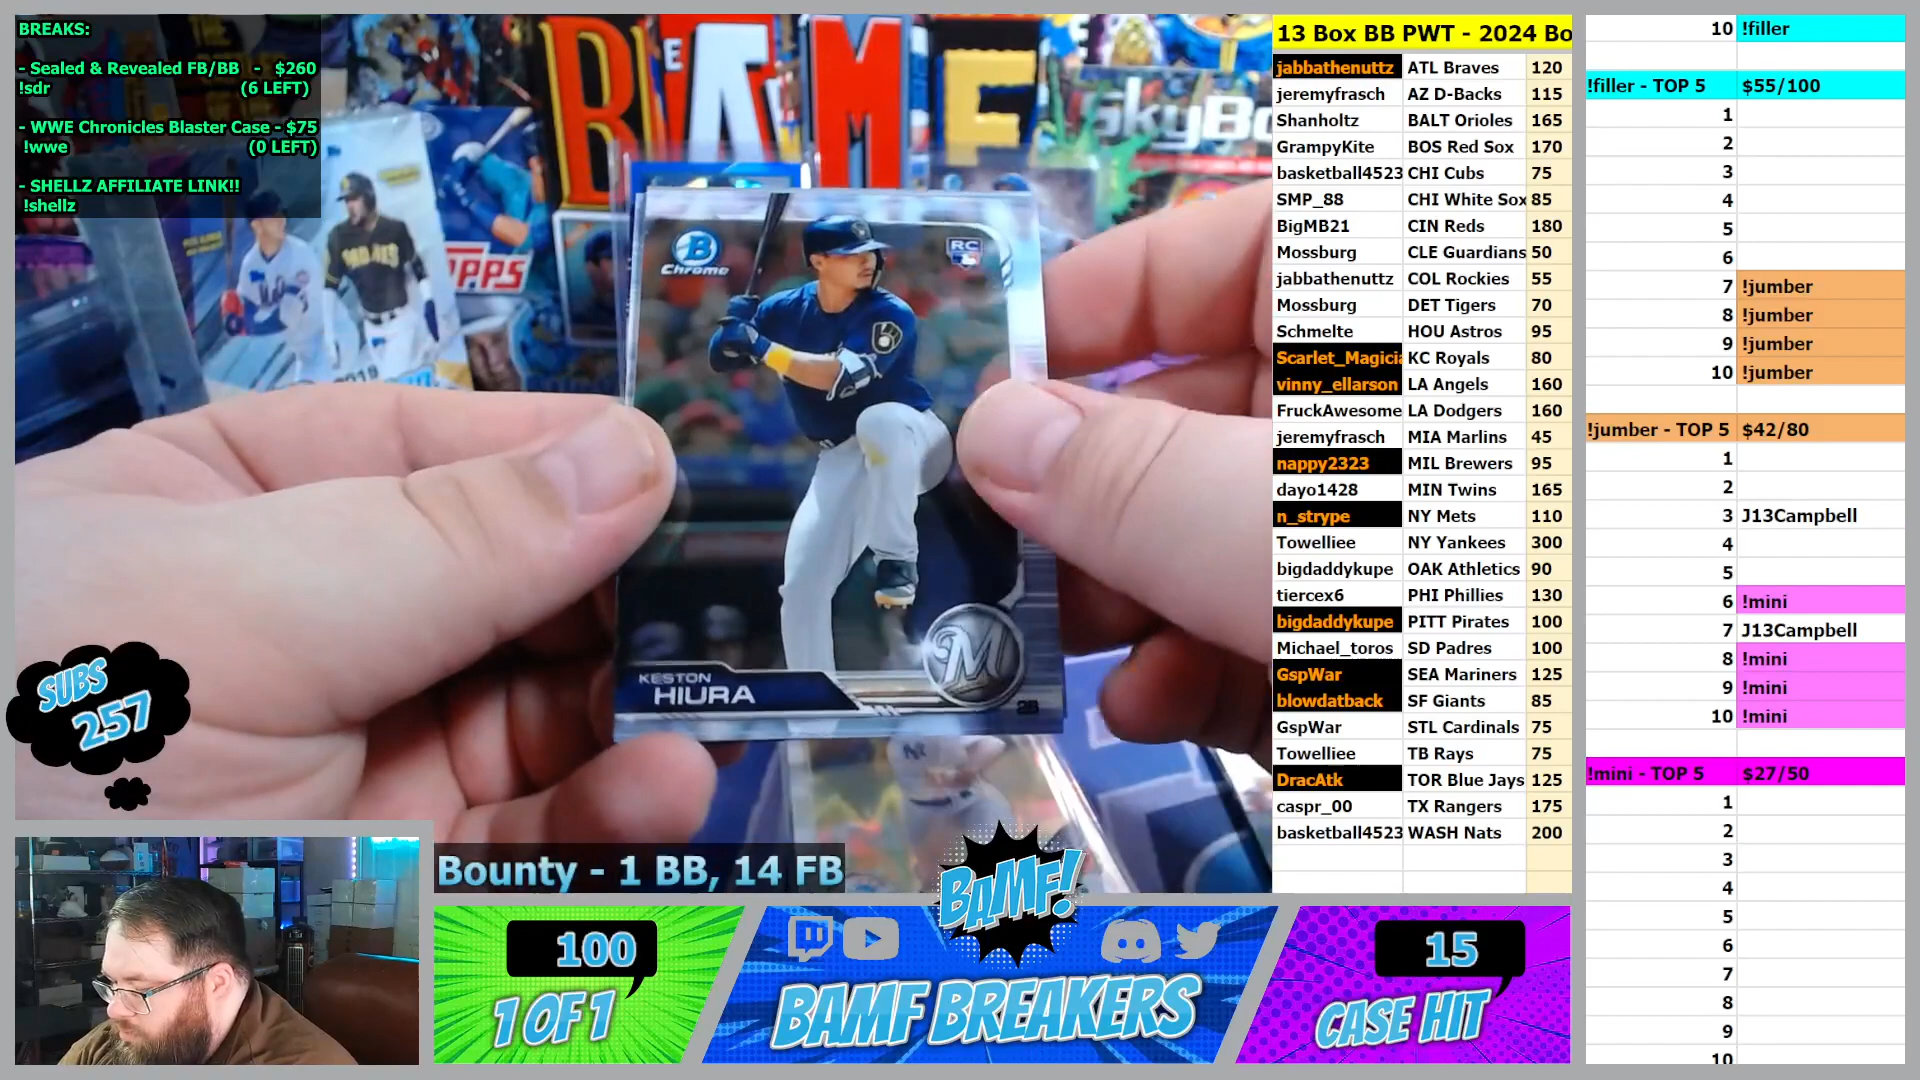 BREAKS:
- Sealed & Revealed FB/BB - $260
!sdr (6 LEFT)
- WWE Chronicles Blaster Case - $75
!wwe (0 LEFT)
- SHELLZ AFFILIATE LINK!!
!shellz
BAMF
SkyBo
PADRES
TOPPS
2019
B
Chrome
RC
KESTON
HIURA
M
2B
SUBS
257
Bounty - 1 BB, 14 FB
BAMF!
100
1 OF 1
BAMF BREAKERS
15
CASE HIT
13 Box BB PWT - 2024 Bo
jabbathenuttz ATL Braves 120
jeremyfrasch AZ D-Backs 115
Shanholtz BALT Orioles 165
GrampyKite BOS Red Sox 170
basketball4523 CHI Cubs 75
SMP_88 CHI White Sox 85
BigMB21 CIN Reds 180
Mossburg CLE Guardians 50
jabbathenuttz COL Rockies 55
Mossburg DET Tigers 70
Schmelte HOU Astros 95
Scarlet_Magicia KC Royals 80
vinny_ellarson LA Angels 160
FruckAwesome LA Dodgers 160
jeremyfrasch MIA Marlins 45
nappy2323 MIL Brewers 95
dayo1428 MIN Twins 165
n_strype NY Mets 110
Towelliee NY Yankees 300
bigdaddykupe OAK Athletics 90
tiercex6 PHI Phillies 130
bigdaddykupe PITT Pirates 100
Michael_toros SD Padres 100
GspWar SEA Mariners 125
blowdatback SF Giants 85
GspWar STL Cardinals 75
Towelliee TB Rays 75
DracAtk TOR Blue Jays 125
caspr_00 TX Rangers 175
basketball4523 WASH Nats 200
10 !filler
!filler - TOP 5 $55/100
1
2
3
4
5
6
7 !jumber
8 !jumber
9 !jumber
10 !jumber
!jumber - TOP 5 $42/80
1
2
3 J13Campbell
4
5
6 !mini
7 J13Campbell
8 !mini
9 !mini
10 !mini
!mini - TOP 5 $27/50
1
2
3
4
5
6
7
8
9
10